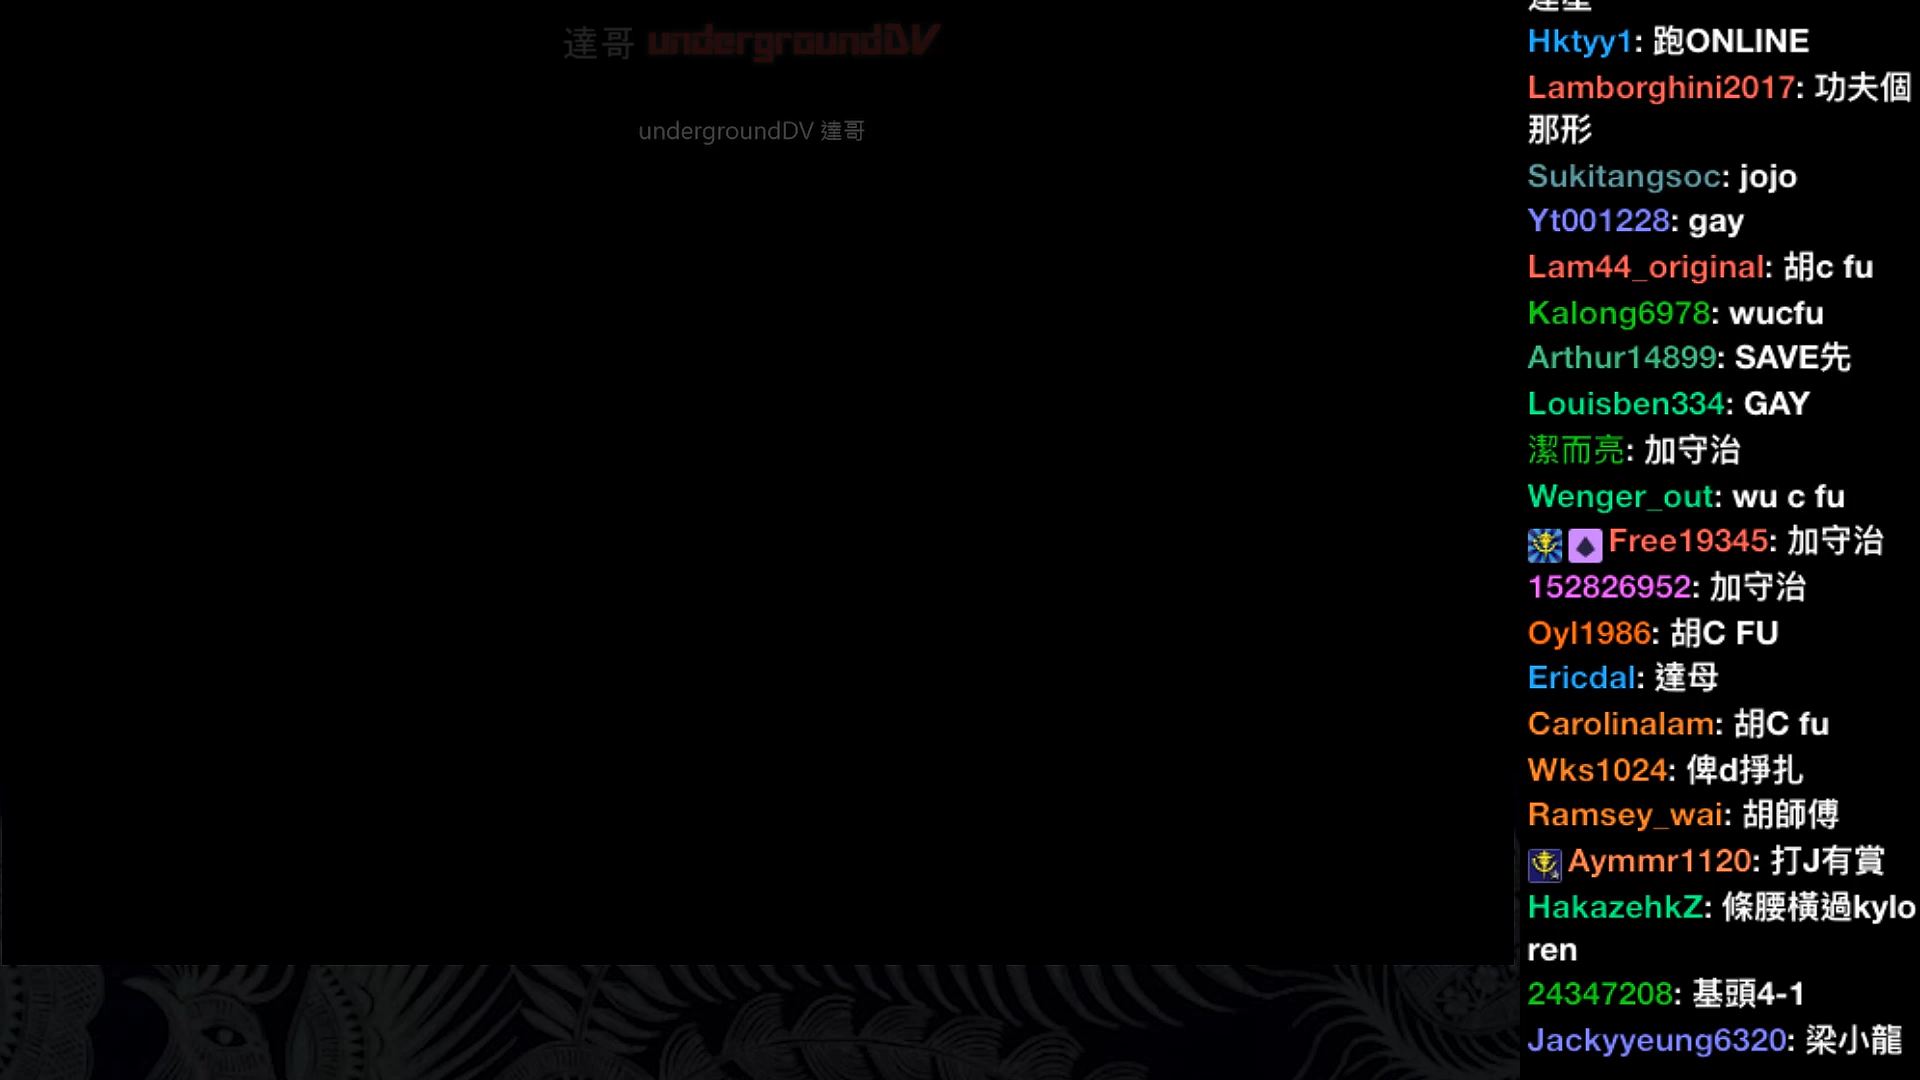 達哥 undergroundDV
undergroundDV 達哥
Hktyy1: 跑ONLINE
Lamborghini2017: 功夫個
那形
Sukitangsoc: jojo
Yt001228: gay
Lam44_original: 胡c fu
Kalong6978: wucfu
Arthur14899: SAVE先
Louisben334: GAY
潔而亮: 加守治
Wenger_out: wu c fu
Free19345: 加守治
152826952: 加守治
Oyl1986: 胡C FU
Ericdal: 達母
Carolinalam: 胡C fu
Wks1024: 俾d掙扎
Ramsey_wai: 胡師傅
Aymmr1120: 打J有賞
HakazehkZ: 條腰橫過kylo
ren
24347208: 基頭4-1
Jackyyeung6320: 梁小龍